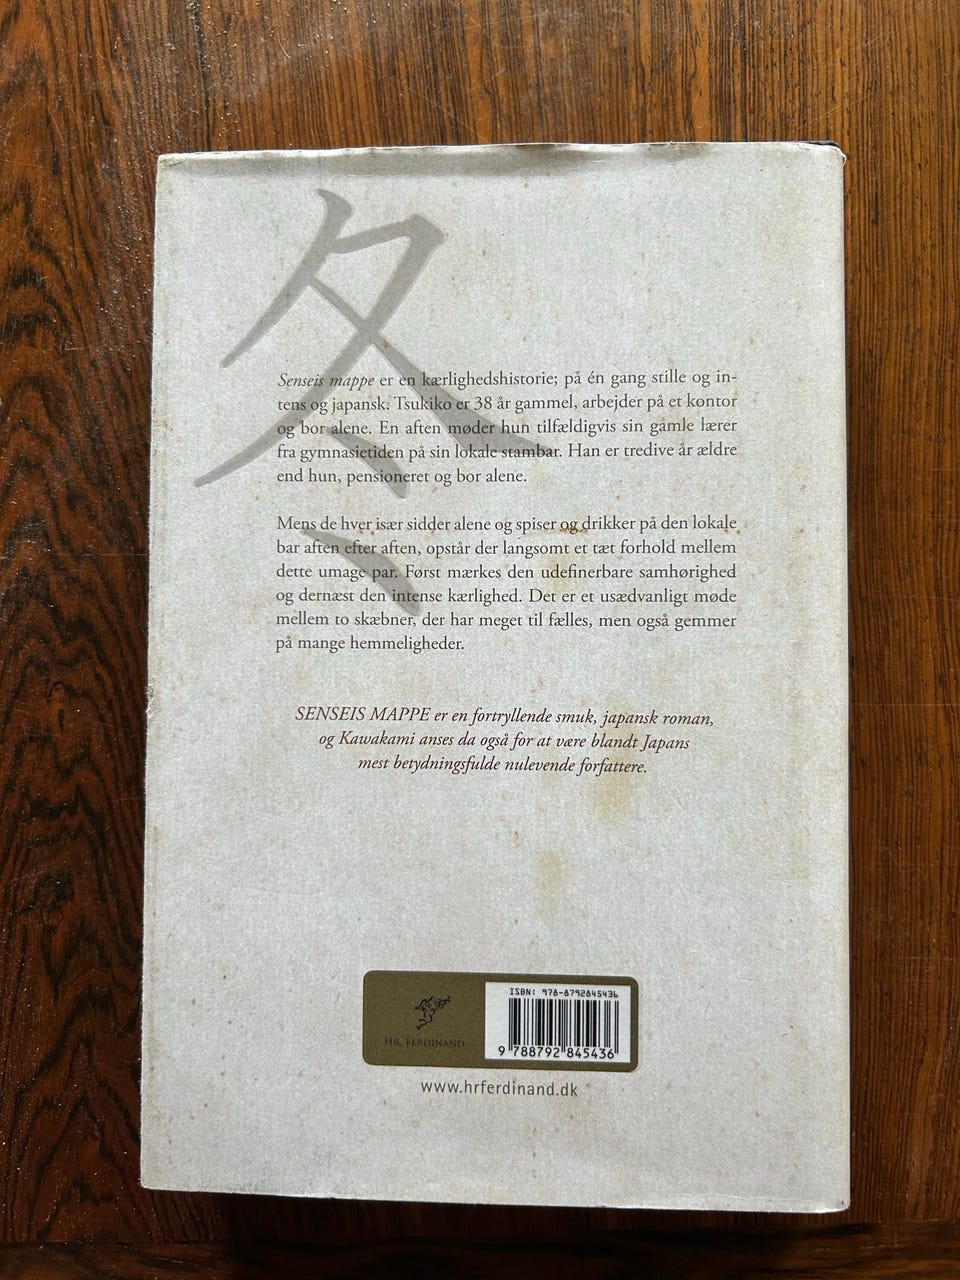 冬
Senseis mappe er en kærlighedshistorie; på én gang stille og in-
tens og japansk. Tsukiko er 38 år gammel, arbejder på et kontor
og bor alene. En aften møder hun tilfældigvis sin gamle lærer
fra gymnasietiden på sin lokale stambar. Han er tredive år ældre
end hun, pensioneret og bor alene.
Mens de hver især sidder alene og spiser og drikker på den lokale
bar aften efter aften, opstår der langsomt et tæt forhold mellem
dette umage par. Først mærkes den udefinerbare samhørighed
og dernæst den intense kærlighed. Det er et usædvanligt møde
mellem to skæbner, der har meget til fælles, men også gemmer
på mange hemmeligheder.
SENSEIS MAPPE er en fortryllende smuk, japansk roman,
og Kawakami anses da også for at være blandt Japans
mest betydningsfulde nulevende forfattere.
ISBN: 978-8792845436
HR. FERDINAND
9 788792 845436
www.hrferdinand.dk